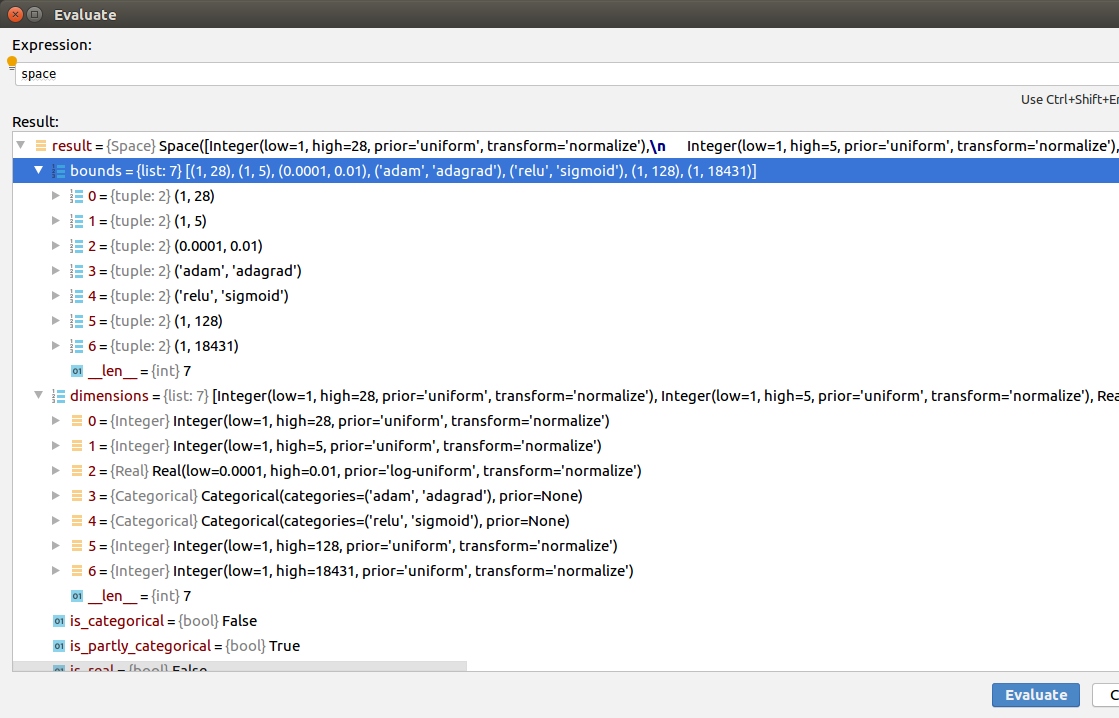 Evaluate
Expression:
space
Use Ctrl+Shift+En
Result:
result = {Space} Space([Integer(low=1, high=28, prior='uniform', transform='normalize'),\n Integer(low=1, high=5, prior='uniform', transform='normalize'),
bounds = {list: 7} [(1, 28), (1, 5), (0.0001, 0.01), ('adam', 'adagrad'), ('relu', 'sigmoid'), (1, 128), (1, 18431)]
0 = {tuple: 2} (1, 28)
1 = {tuple: 2} (1, 5)
2 = {tuple: 2} (0.0001, 0.01)
3 = {tuple: 2} ('adam', 'adagrad')
4 = {tuple: 2} ('relu', 'sigmoid')
5 = {tuple: 2} (1, 128)
6 = {tuple: 2} (1, 18431)
01 __len__ = {int} 7
dimensions = {list: 7} [Integer(low=1, high=28, prior='uniform', transform='normalize'), Integer(low=1, high=5, prior='uniform', transform='normalize'), Rea
0 = {Integer} Integer(low=1, high=28, prior='uniform', transform='normalize')
1 = {Integer} Integer(low=1, high=5, prior='uniform', transform='normalize')
2 = {Real} Real(low=0.0001, high=0.01, prior='log-uniform', transform='normalize')
3 = {Categorical} Categorical(categories=('adam', 'adagrad'), prior=None)
4 = {Categorical} Categorical(categories=('relu', 'sigmoid'), prior=None)
5 = {Integer} Integer(low=1, high=128, prior='uniform', transform='normalize')
6 = {Integer} Integer(low=1, high=18431, prior='uniform', transform='normalize')
01 __len__ = {int} 7
01 is_categorical = {bool} False
01 is_partly_categorical = {bool} True
01 is_real = {bool} False
Evaluate
C